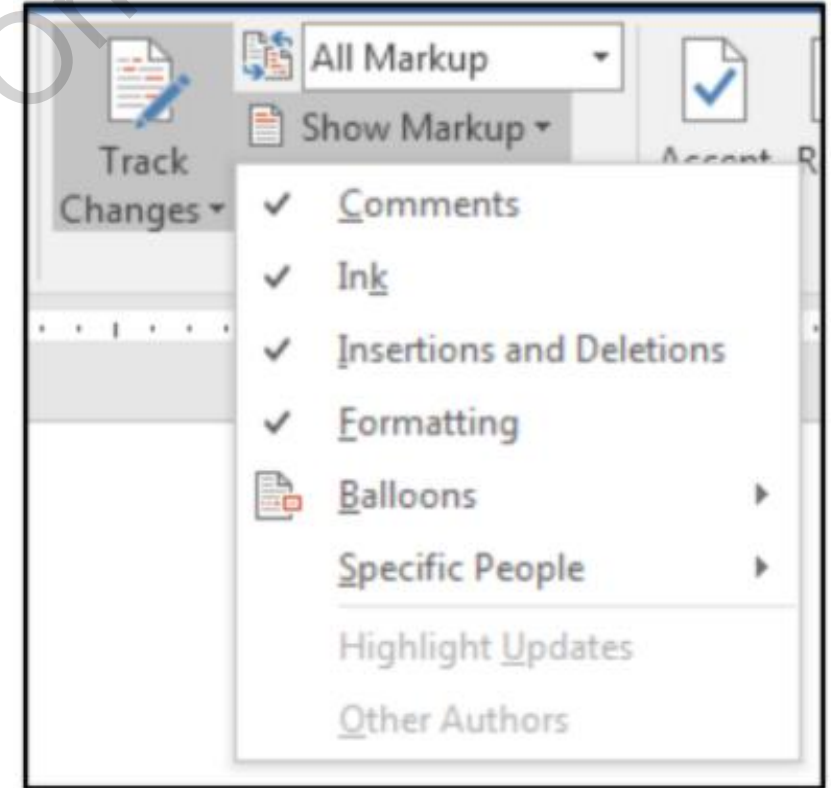 All Markup
Show Markup
Track
Changes
Accept
Comments
Ink
Insertions and Deletions
Formatting
Balloons
Specific People
Highlight Updates
Other Authors